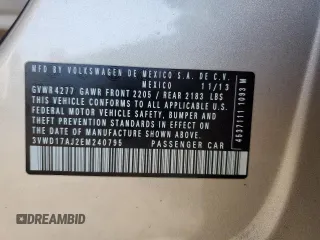 MFD BY VOLKSWAGEN DE MEXICO S.A. DE C.V.
MEXICO 11/13
GVWR 4277 GAWR FRONT 2205 / REAR 2183 LBS
THIS VEHICLE CONFORMS TO ALL APPLICABLE U.S.
FEDERAL MOTOR VEHICLE SAFETY, BUMPER AND
THEFT PREVENTION STANDARDS IN EFFECT ON
THE DATE OF MANUFACTURE SHOWN ABOVE.
3VWD17AJ2EM240795 PASSENGER CAR
4537111 1093 M
DREAMBID